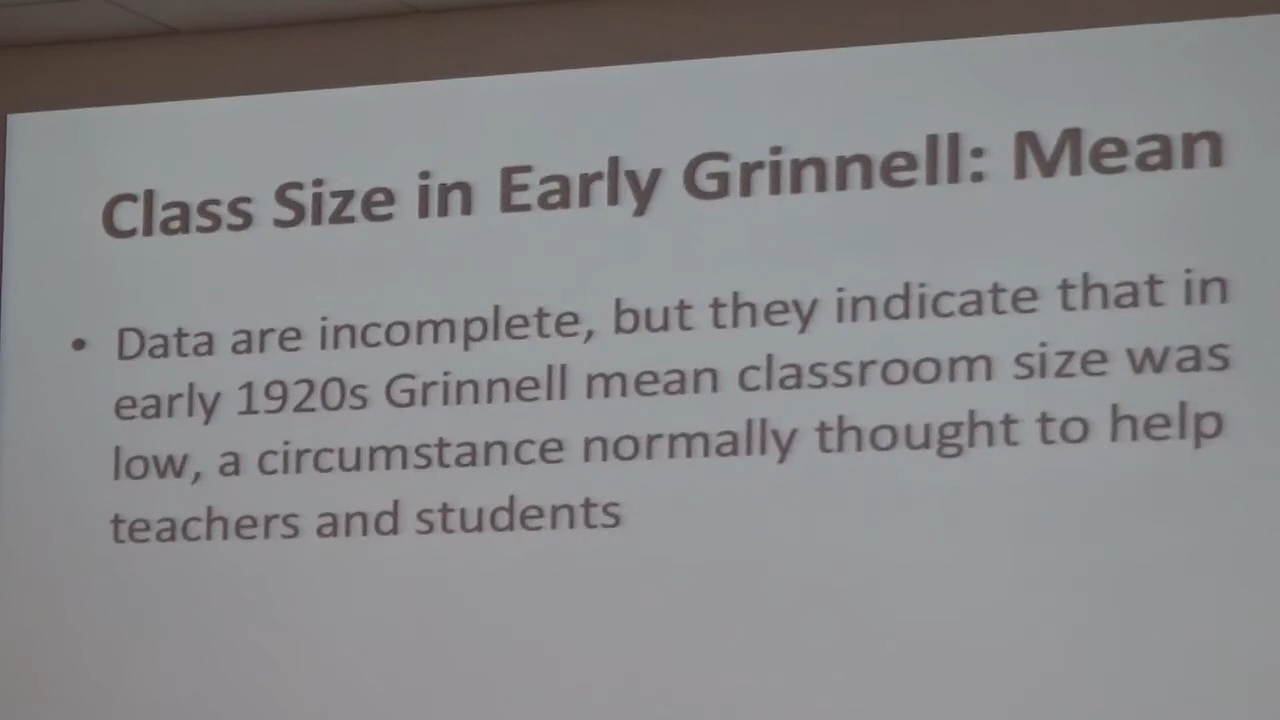 Class Size in Early Grinnell: Mean
• Data are incomplete, but they indicate that in
early 1920s Grinnell mean classroom size was
low, a circumstance normally thought to help
teachers and students